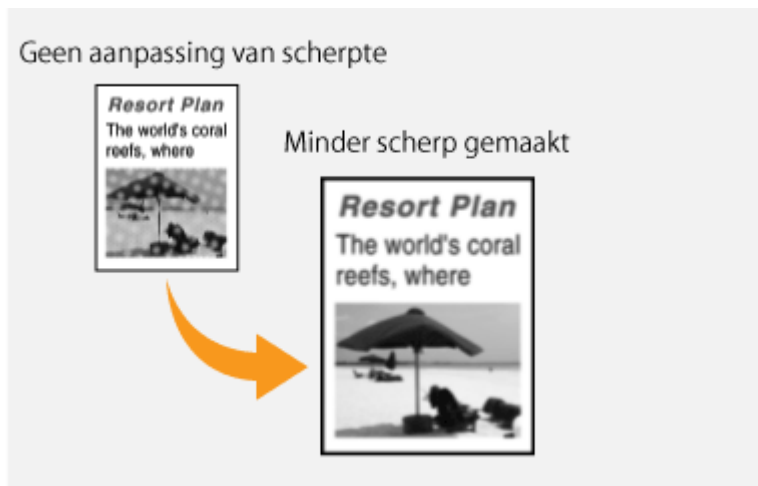 Geen aanpassing van scherpte
Resort Plan
The world's coral
reefs, where
Minder scherp gemaakt
Resort Plan
The world's coral
reefs, where